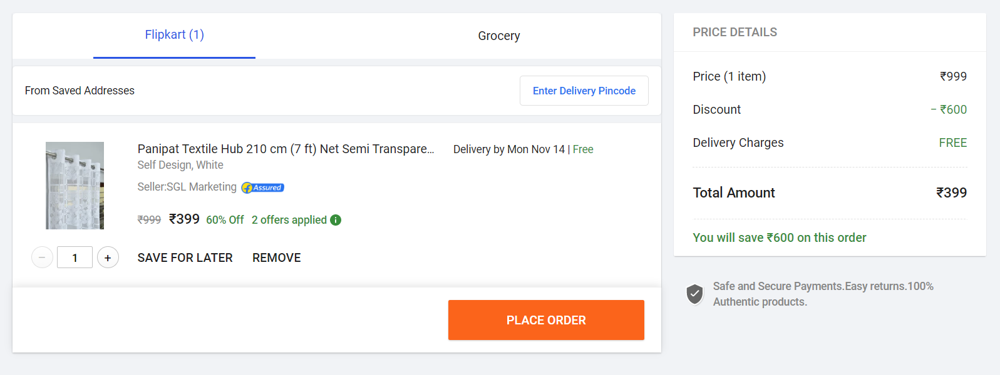 Flipkart (1)
Grocery
From Saved Addresses
Enter Delivery Pincode
Panipat Textile Hub 210 cm (7 ft) Net Semi Transpare...
Delivery by Mon Nov 14 | Free
Self Design, White
Seller:SGL Marketing
Assured
₹999 ₹399 60% Off 2 offers applied
1
+
SAVE FOR LATER
REMOVE
PLACE ORDER
PRICE DETAILS
Price (1 item) ₹999
Discount − ₹600
Delivery Charges FREE
Total Amount ₹399
You will save ₹600 on this order
Safe and Secure Payments.Easy returns.100%
Authentic products.